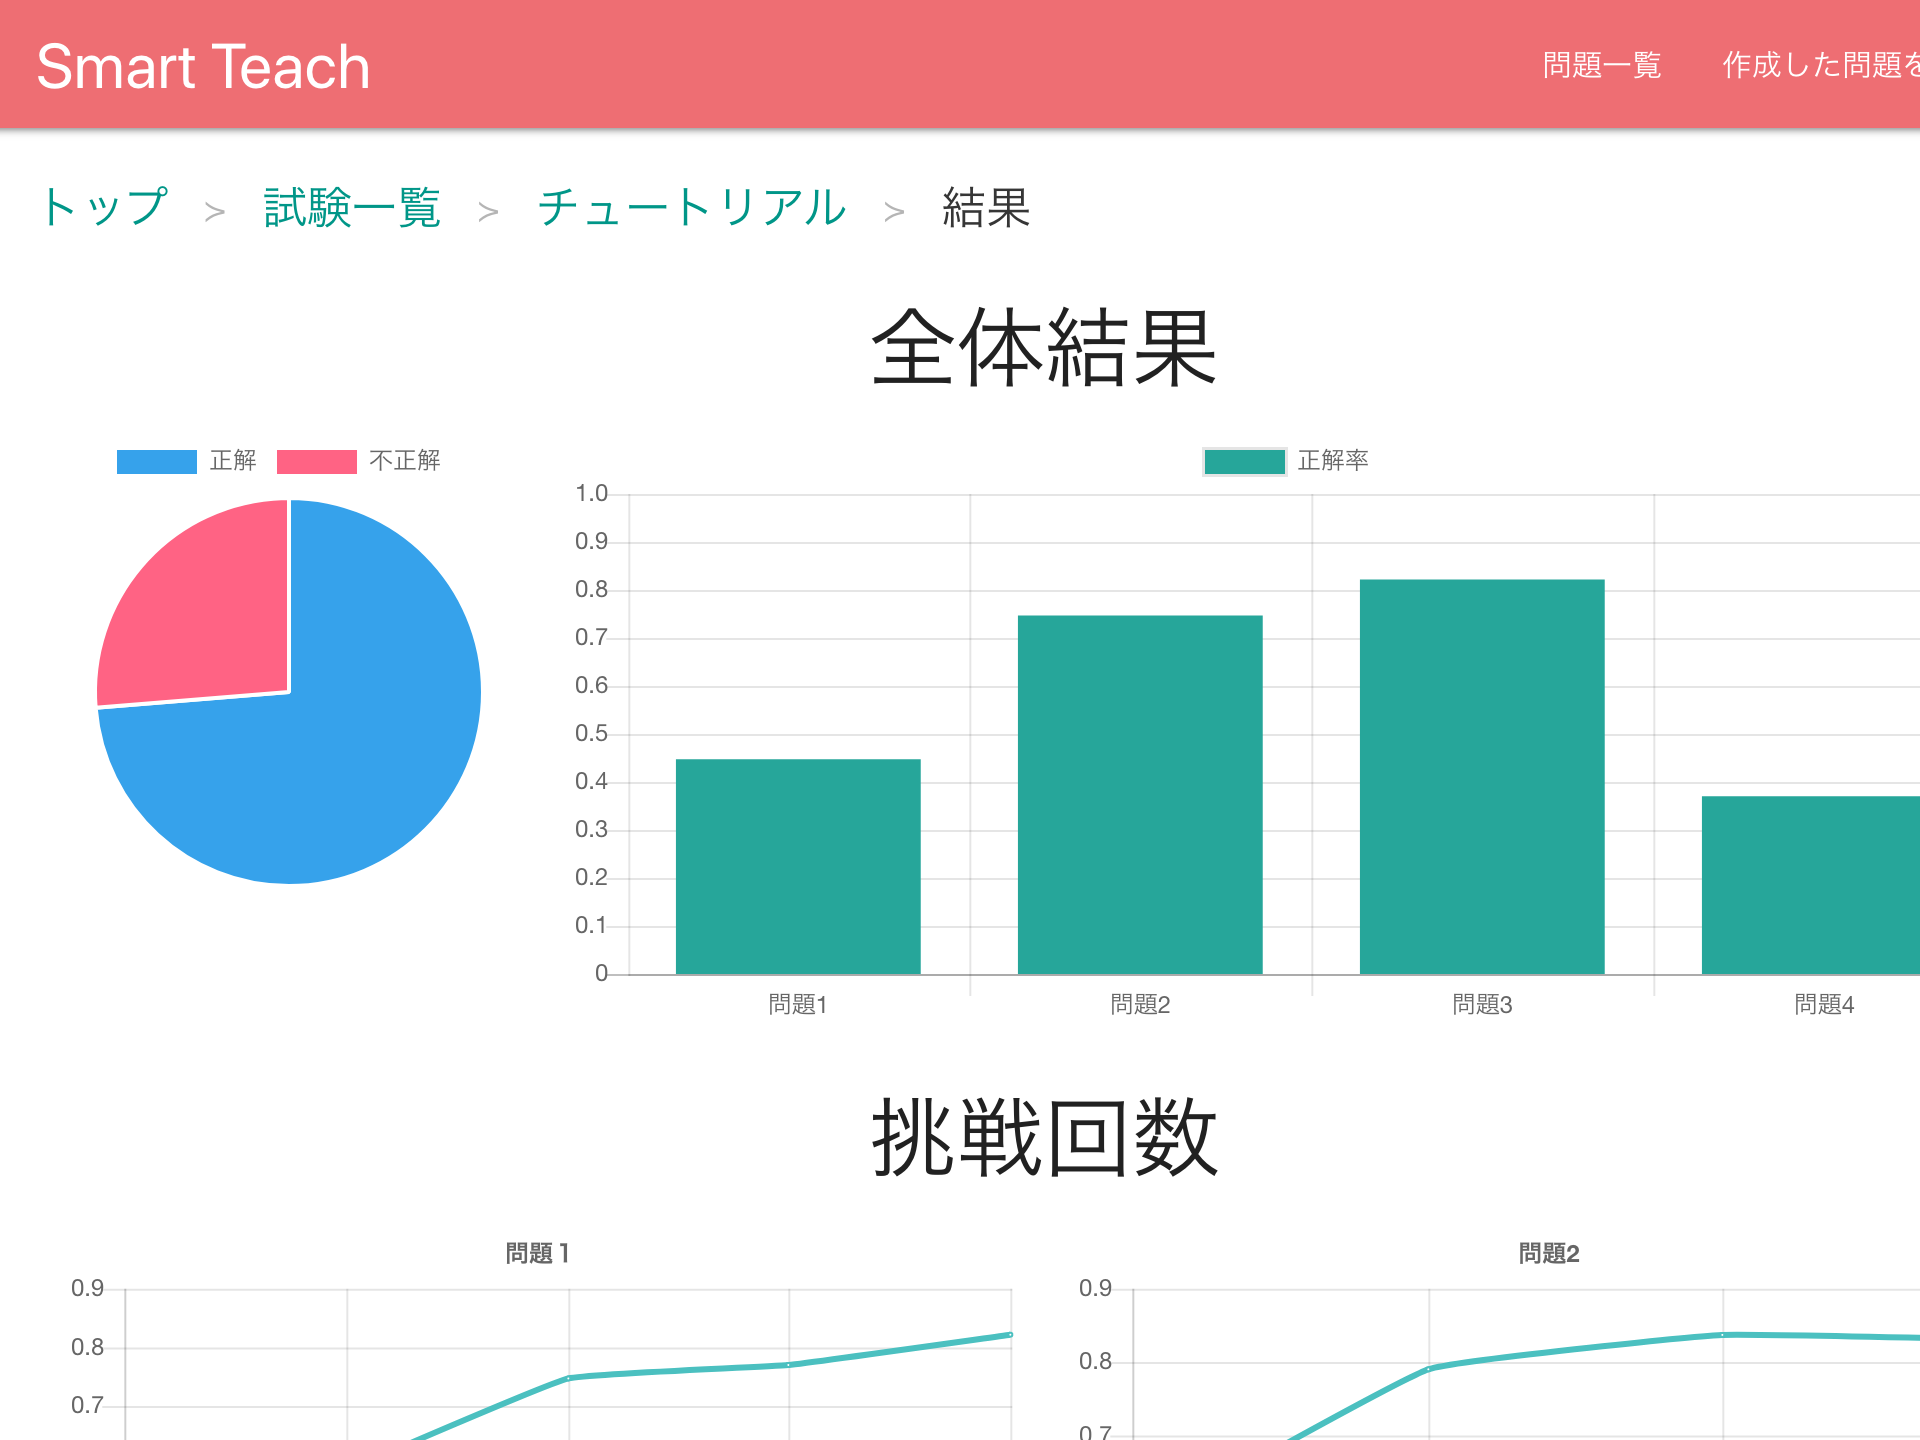 Smart Teach
問題一覧
作成した問題を
トップ ≻ 試験一覧 ≻ チュートリアル ≻ 結果
全体結果
正解 不正解
正解率
1.0
0.9
0.8
0.7
0.6
0.5
0.4
0.3
0.2
0.1
0
問題1 問題2 問題3 問題4
挑戦回数
問題 1
0.9
0.8
0.7
問題2
0.9
0.8
0.7